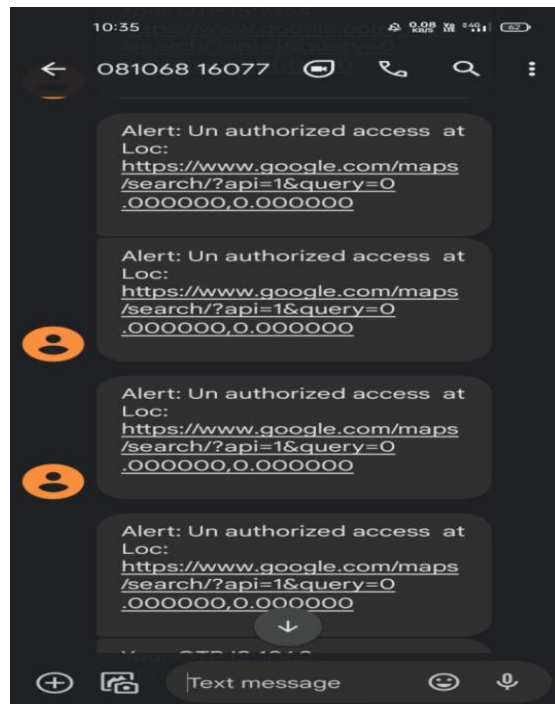 10:35
0.08 KB/S
4G
62
081068 16077
Alert: Un authorized access at
Loc:
https://www.google.com/maps
/search/?api=1&query=0
.000000,0.000000
Alert: Un authorized access at
Loc:
https://www.google.com/maps
/search/?api=1&query=0
.000000,0.000000
Alert: Un authorized access at
Loc:
https://www.google.com/maps
/search/?api=1&query=0
.000000,0.000000
Alert: Un authorized access at
Loc:
https://www.google.com/maps
/search/?api=1&query=0
.000000,0.000000
Text message